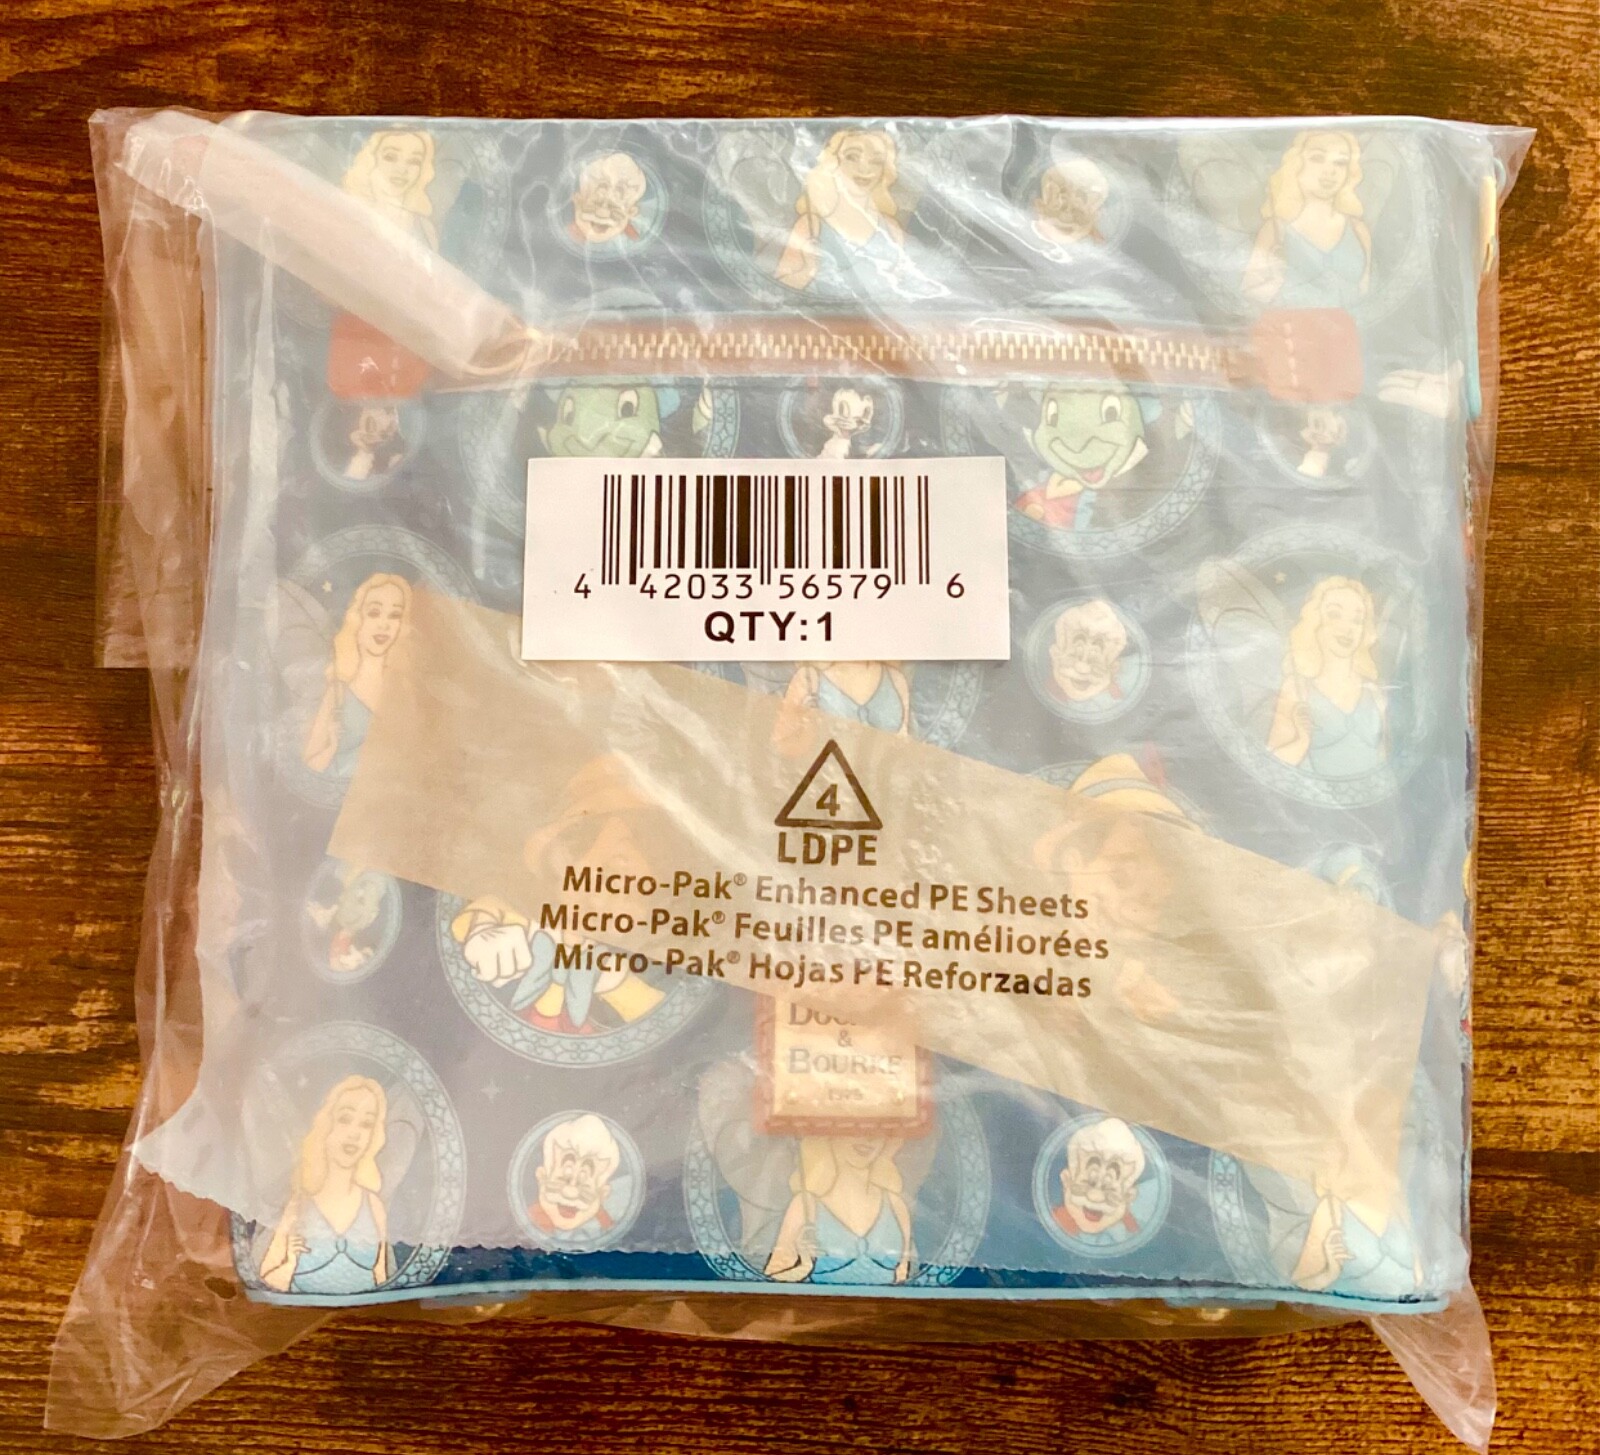 4 42033 56579 6
QTY:1
4
LDPE
Micro-Pak® Enhanced PE Sheets
Micro-Pak® Feuilles PE améliorées
Micro-Pak® Hojas PE Reforzadas
&
BOURKE